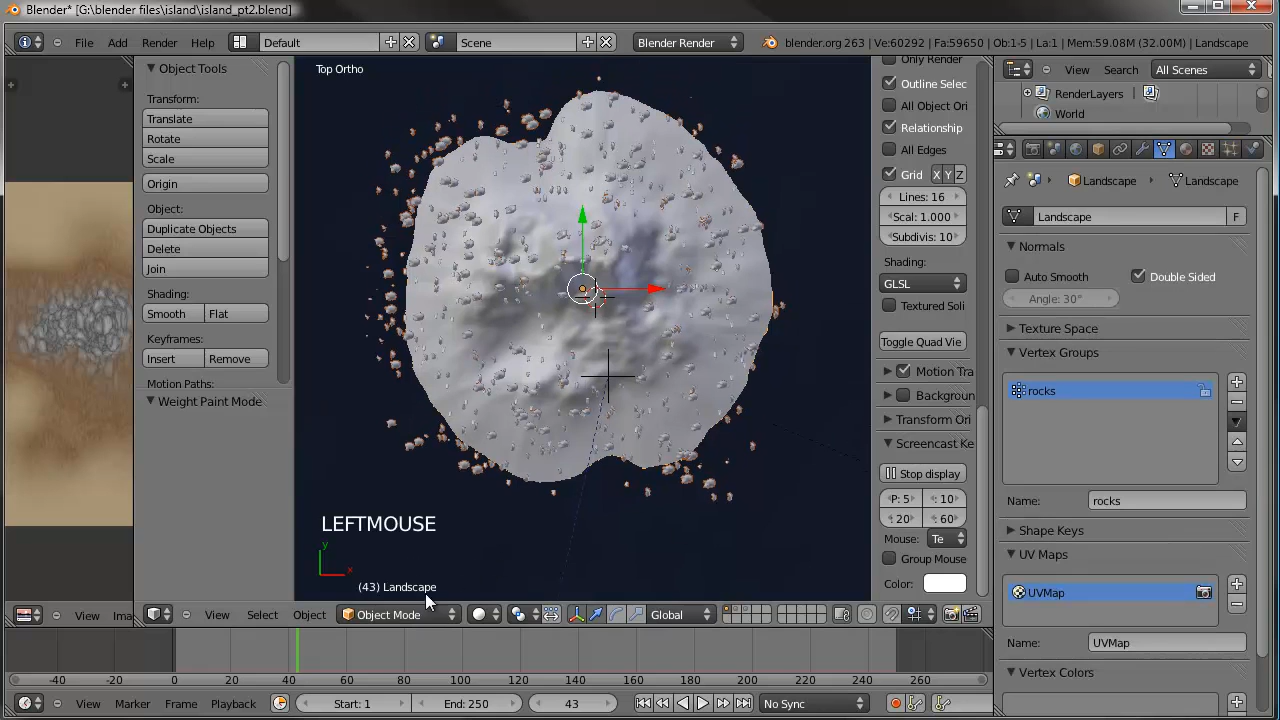 Blender* [G:\blender files\island\island_pt2.blend]
File Add Render Help Default Scene Blender Render blender.org 263 | Ve:60292 | Fa:59650 | Ob:1-5 | La:1 | Mem:59.08M (32.00M) | Landscape
Object Tools
Transform:
Translate
Rotate
Scale
Origin
Object:
Duplicate Objects
Delete
Join
Shading:
Smooth Flat
Keyframes:
Insert Remove
Motion Paths:
Weight Paint Mode
Top Ortho
LEFTMOUSE
y
x
(43) Landscape
Only Render
Outline Selec
All Object Ori
Relationship
All Edges
Grid X Y Z
Lines: 16
Scal: 1.000
Subdivis: 10
Shading:
GLSL
Textured Soli
Toggle Quad Vie
Motion Tra
Backgroun
Transform Ori
Screencast Ke
Stop display
P: 5 : 10
: 20 : 60
Mouse: Te
Group Mouse
Color:
View Search All Scenes
RenderLayers |
World
Landscape Landscape
Landscape F
Normals
Auto Smooth Double Sided
Angle: 30°
Texture Space
Vertex Groups
rocks
Name: rocks
Shape Keys
UV Maps
UVMap
Name: UVMap
Vertex Colors
View Ima View Select Object Object Mode Global
-40 -20 0 20 40 60 80 100 120 140 160 180 200 220 240 260
View Marker Frame Playback Start: 1 End: 250 43 No Sync